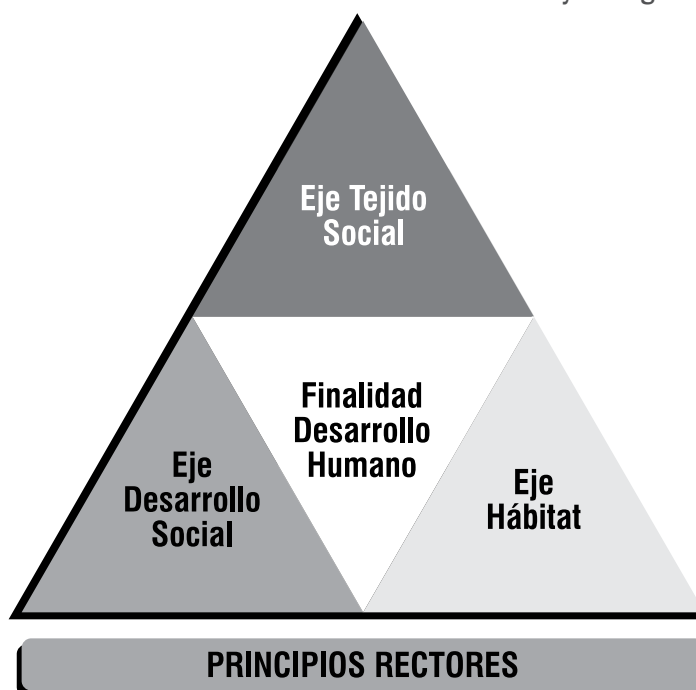 Eje Tejido
Social
Finalidad
Desarrollo
Humano
Eje
Desarrollo
Social
Eje
Hábitat
PRINCIPIOS RECTORES